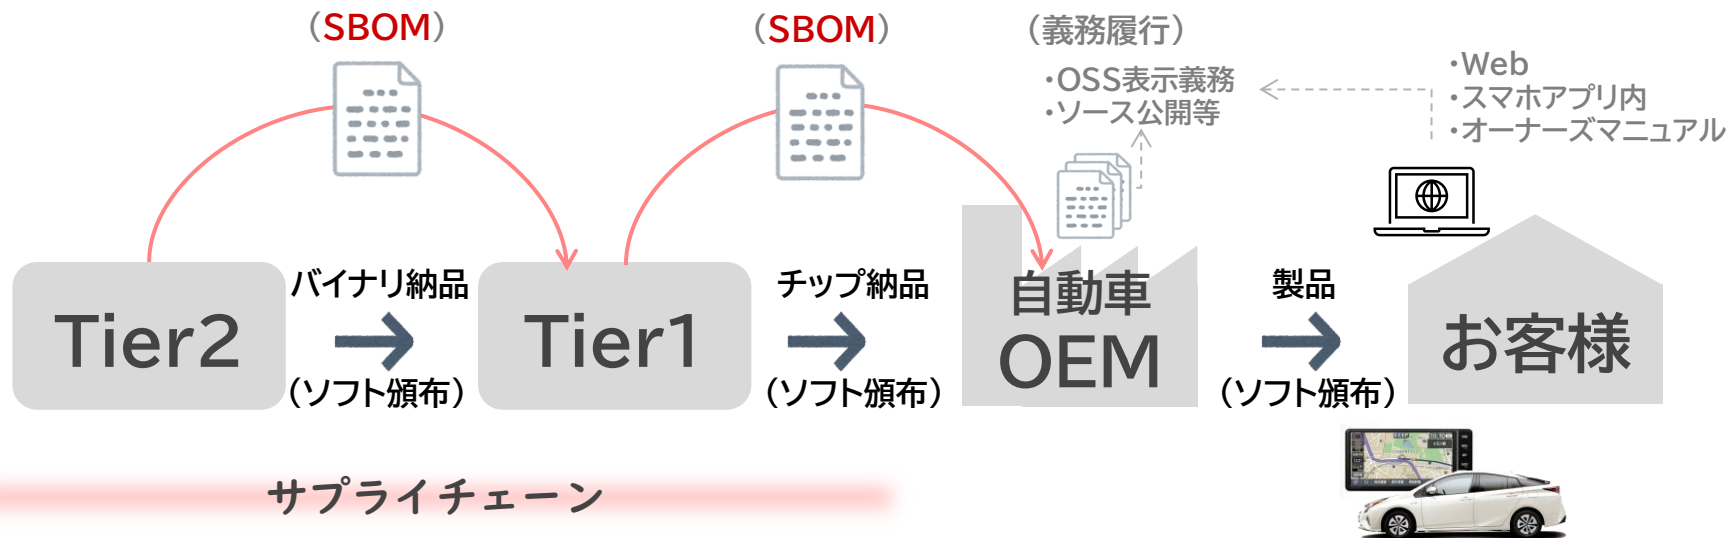 （SBOM）
（SBOM）
（義務履行）
・OSS表示義務
・ソース公開等
・Web
・スマホアプリ内
・オーナーズマニュアル
Tier2
バイナリ納品
（ソフト頒布）
Tier1
チップ納品
（ソフト頒布）
自動車
OEM
製品
（ソフト頒布）
お客様
サプライチェーン